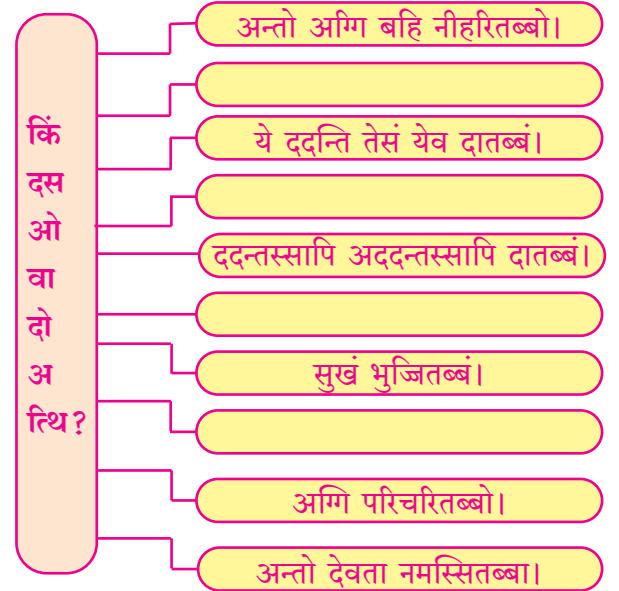 किं
दस
ओ
वा
दो
अ
त्थि?
अन्तो अग्गि बहि नीहरितब्बो।
ये ददन्ति तेसं येव दातब्बं।
ददन्तस्सापि अददन्तस्सापि दातब्बं।
सुखं भुञ्जितब्बं।
अग्गि परिचरितब्बो।
अन्तो देवता नमस्सितब्बा।